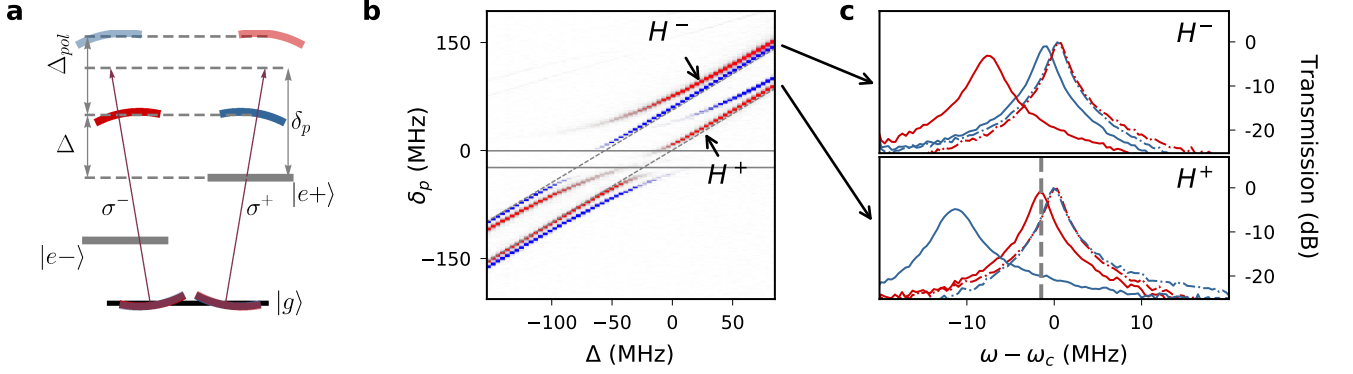 a
Δ_pol
Δ
δ_p
σ⁻
σ⁺
|e+⟩
|e−⟩
|g⟩
b
H⁻
H⁺
150
0
−150
δ_p (MHz)
−100
−50
0
50
Δ (MHz)
c
H⁻
0
−10
−20
H⁺
0
−10
−20
Transmission (dB)
−10
0
10
ω − ω_c (MHz)